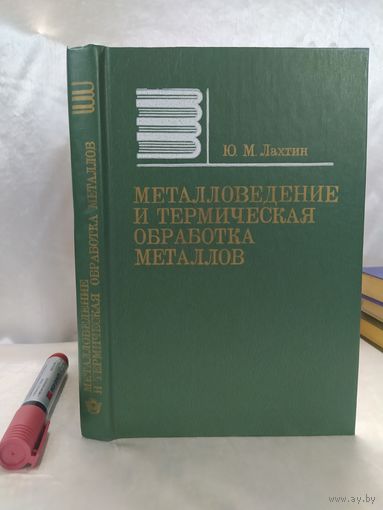 МЕТАЛЛОВЕДЕНИЕ
И ТЕРМИЧЕСКАЯ ОБРАБОТКА МЕТАЛЛОВ
Ю. М. Лахтин
МЕТАЛЛОВЕДЕНИЕ
И ТЕРМИЧЕСКАЯ
ОБРАБОТКА
МЕТАЛЛОВ
www.ay.by